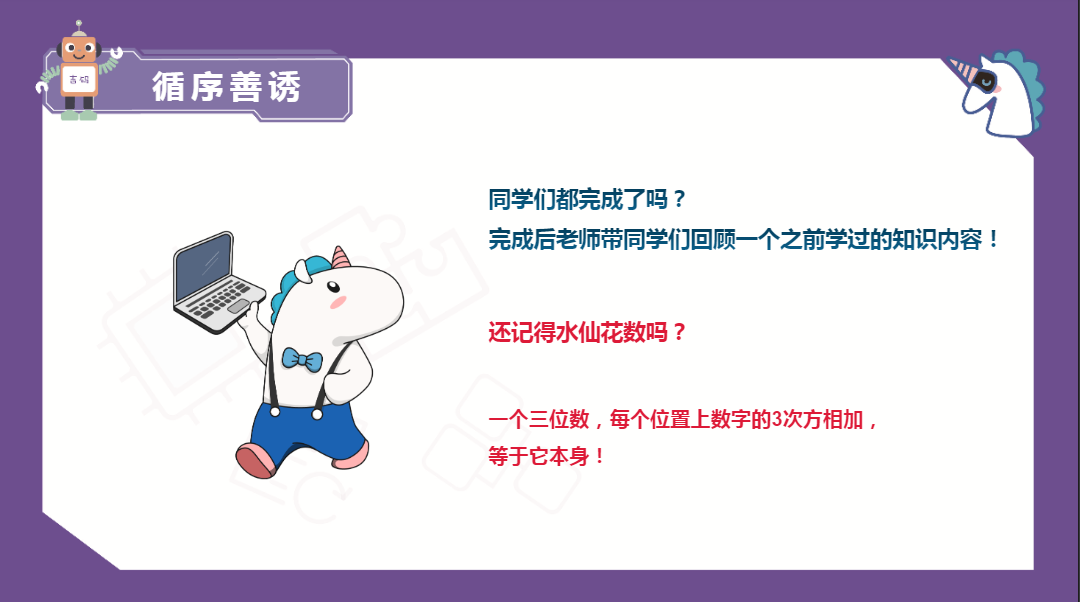 吉码
循序善诱
同学们都完成了吗？
完成后老师带同学们回顾一个之前学过的知识内容！
还记得水仙花数吗？
一个三位数，每个位置上数字的3次方相加，
等于它本身！